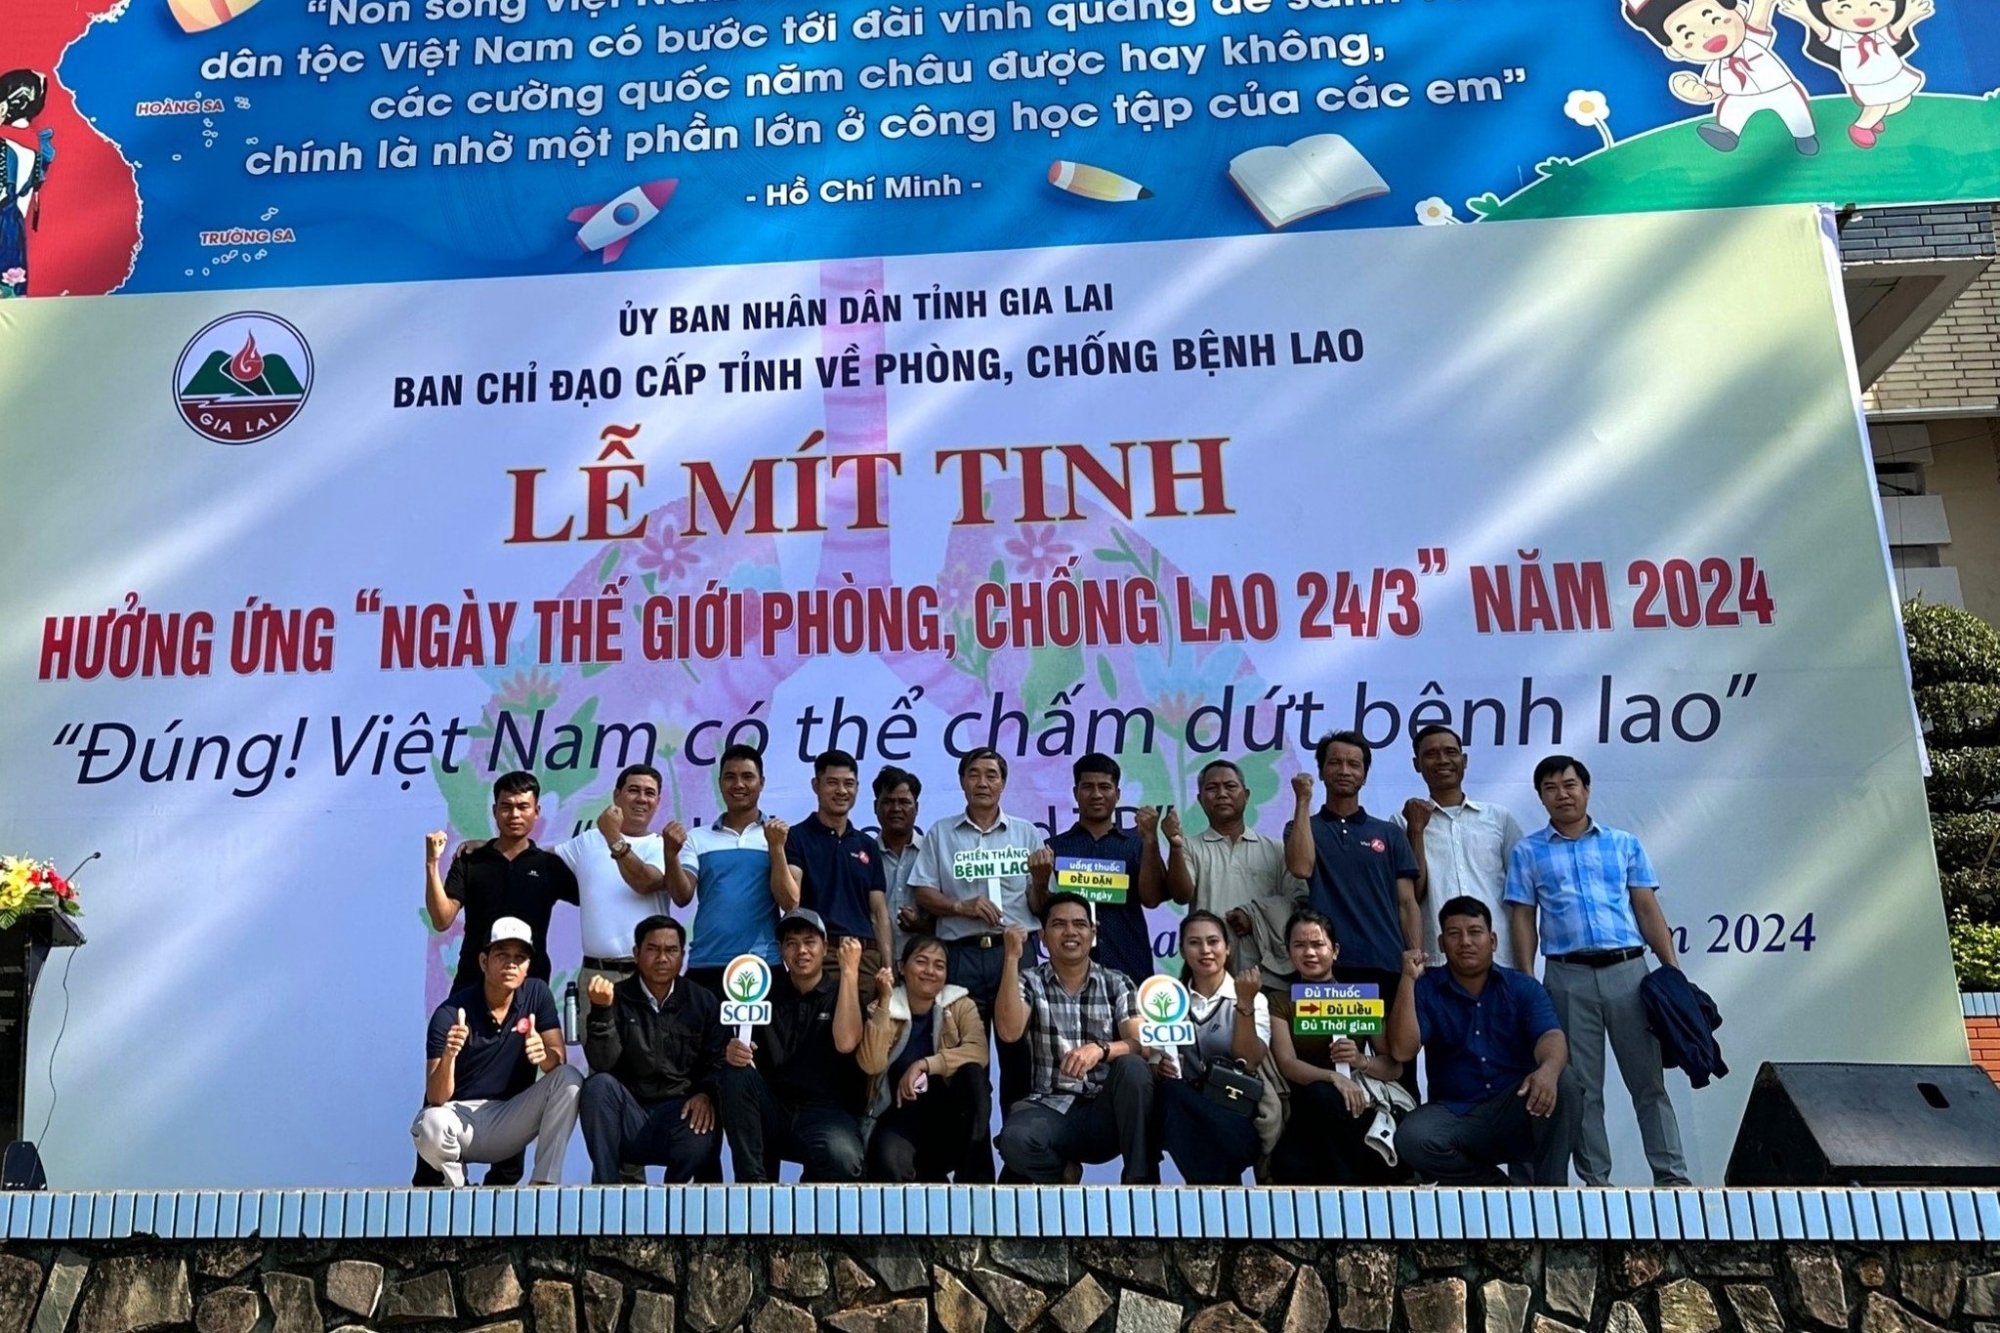 “Non sông Việt Nam
dân tộc Việt Nam có bước tới đài vinh quang để
các cường quốc năm châu được hay không,
chính là nhờ một phần lớn ở công học tập của các em”
- Hồ Chí Minh -
HOÀNG SA
TRƯỜNG SA
ỦY BAN NHÂN DÂN TỈNH GIA LAI
BAN CHỈ ĐẠO CẤP TỈNH VỀ PHÒNG, CHỐNG BỆNH LAO
GIA LAI
LỄ MÍT TINH
HƯỞNG ỨNG “NGÀY THẾ GIỚI PHÒNG, CHỐNG LAO 24/3” NĂM 2024
“Đúng! Việt Nam có thể chấm dứt bệnh lao”
2024
CHIẾN THẮNG
BỆNH LAO
uống thuốc
ĐỀU ĐẶN
ngày
SCDI
SCDI
Đủ Thuốc
Đủ Liều
Đủ Thời gian